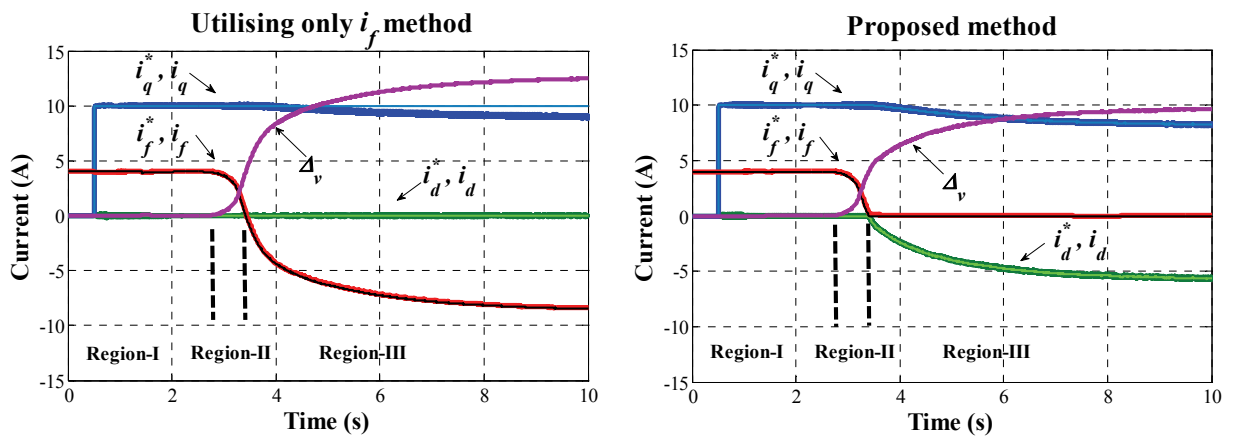 Utilising only i_f method
Current (A)
15
10
5
0
-5
-10
-15
i_q^*, i_q
i_f^*, i_f
Δ_v
i_d^*, i_d
Region-I
Region-II
Region-III
0 2 4 6 8 10
Time (s)
Proposed method
Current (A)
15
10
5
0
-5
-10
-15
i_q^*, i_q
i_f^*, i_f
Δ_v
i_d^*, i_d
Region-I
Region-II
Region-III
0 2 4 6 8 10
Time (s)